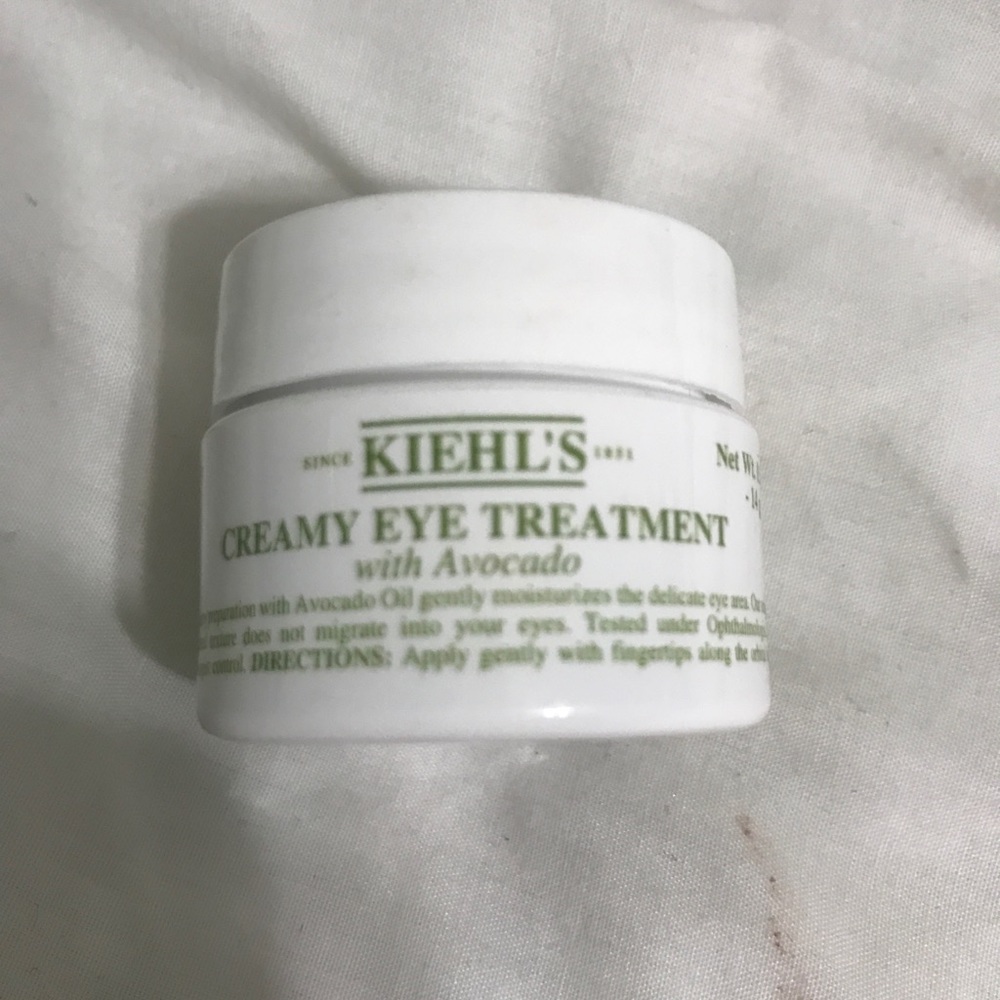 SINCE KIEHL'S 1851
Net Wt.
CREAMY EYE TREATMENT
with Avocado
preparation with Avocado Oil gently moisturizes the delicate eye area. Our
texture does not migrate into your eyes. Tested under
control. DIRECTIONS: Apply gently with fingertips along the